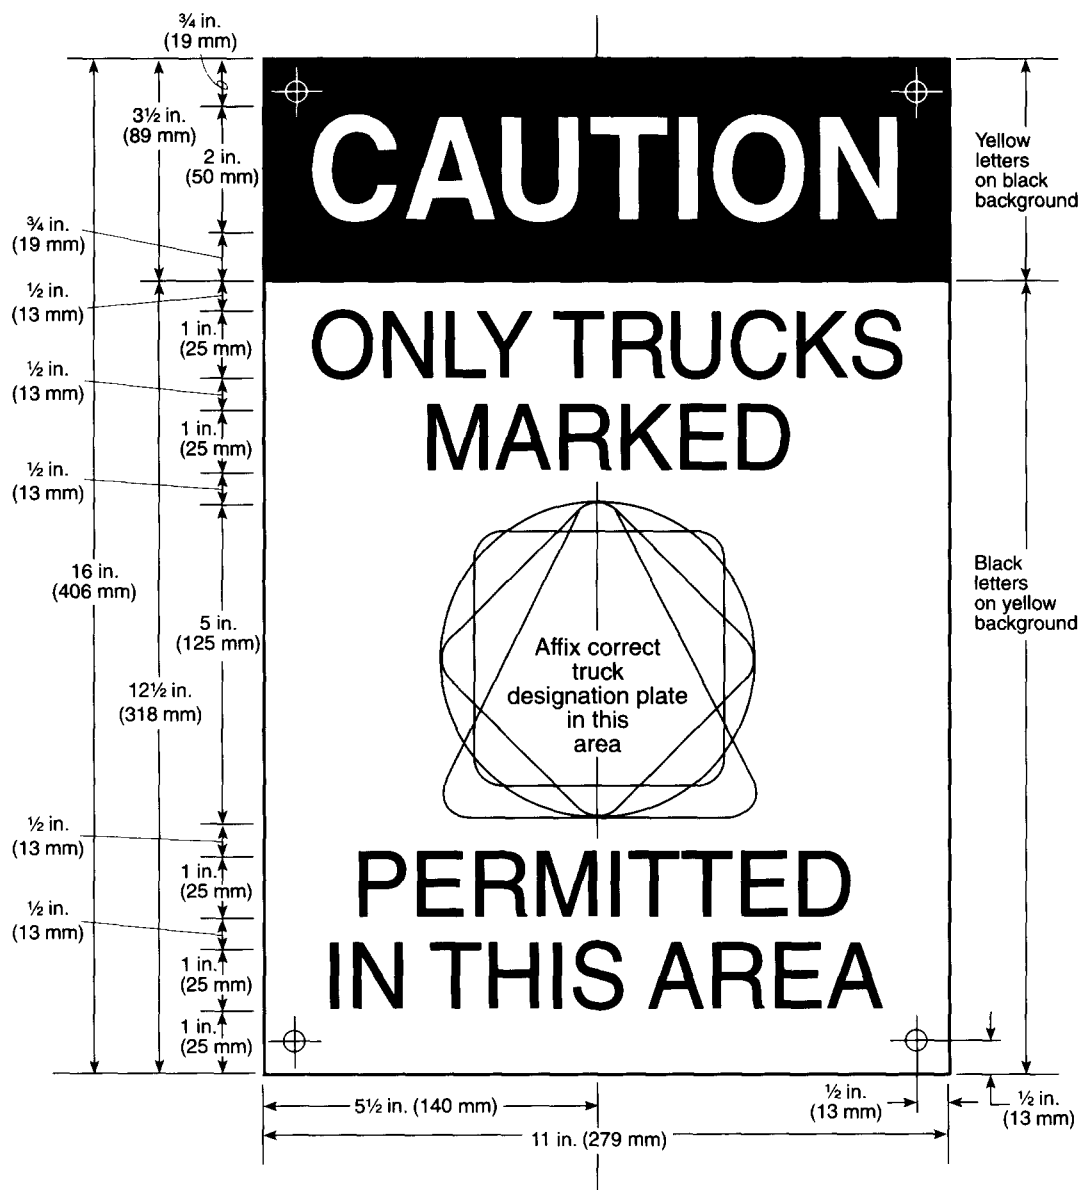 ¾ in.
(19 mm)
3½ in.
(89 mm)
2 in.
(50 mm)
¾ in.
(19 mm)
½ in.
(13 mm)
1 in.
(25 mm)
½ in.
(13 mm)
1 in.
(25 mm)
½ in.
(13 mm)
16 in.
(406 mm)
5 in.
(125 mm)
12½ in.
(318 mm)
½ in.
(13 mm)
1 in.
(25 mm)
½ in.
(13 mm)
1 in.
(25 mm)
1 in.
(25 mm)
CAUTION
ONLY TRUCKS
MARKED
Affix correct
truck
designation plate
in this
area
PERMITTED
IN THIS AREA
Yellow
letters
on black
background
Black
letters
on yellow
background
5½ in. (140 mm)
½ in.
(13 mm)
½ in.
(13 mm)
11 in. (279 mm)